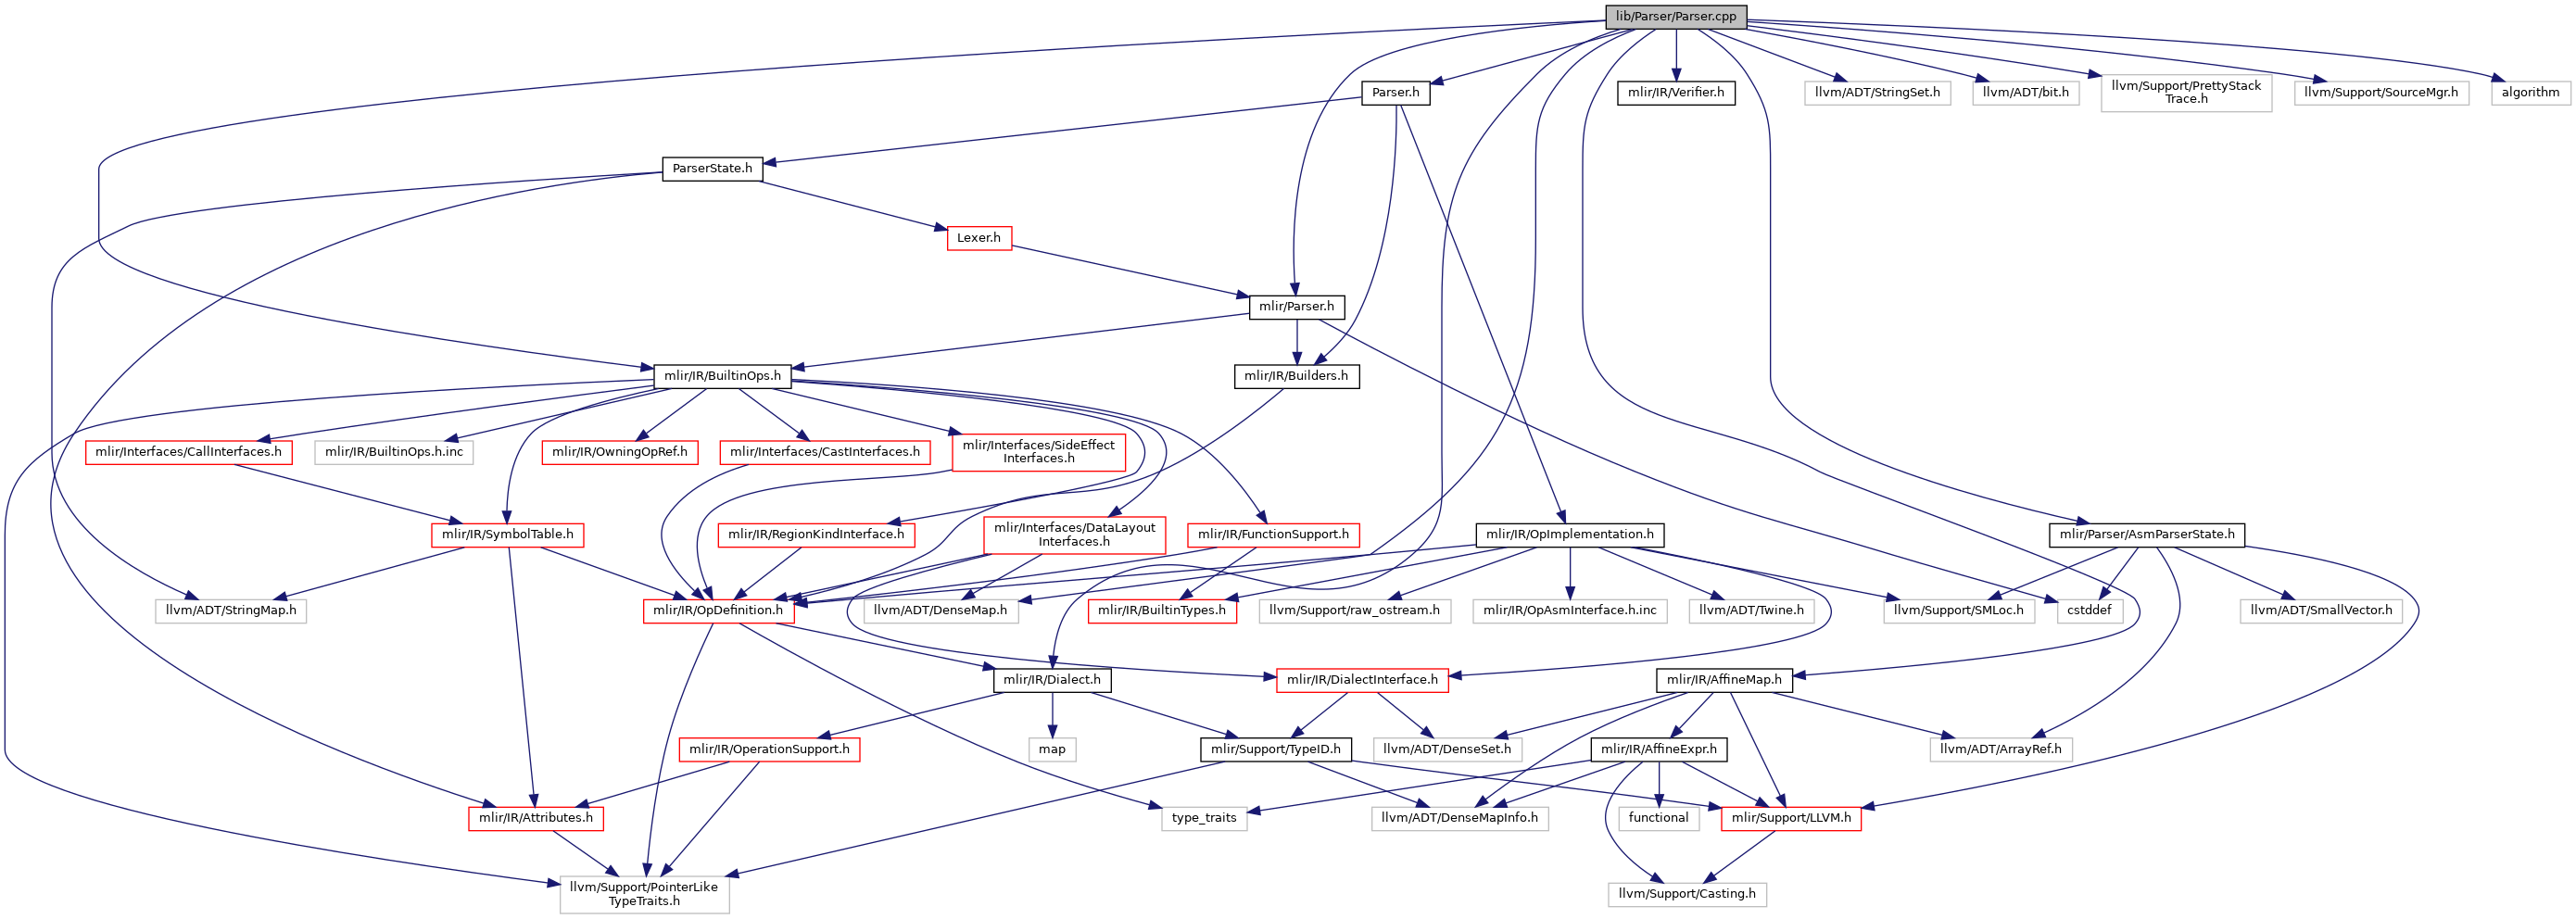 lib/Parser/Parser.cpp
Parser.h
mlir/IR/Verifier.h
llvm/ADT/StringSet.h
llvm/ADT/bit.h
llvm/Support/PrettyStack
Trace.h
llvm/Support/SourceMgr.h
algorithm
ParserState.h
Lexer.h
mlir/Parser.h
mlir/IR/BuiltinOps.h
mlir/IR/Builders.h
mlir/Interfaces/CallInterfaces.h
mlir/IR/BuiltinOps.h.inc
mlir/IR/OwningOpRef.h
mlir/Interfaces/CastInterfaces.h
mlir/Interfaces/SideEffect
Interfaces.h
mlir/IR/SymbolTable.h
mlir/IR/RegionKindInterface.h
mlir/Interfaces/DataLayout
Interfaces.h
mlir/IR/FunctionSupport.h
mlir/IR/OpImplementation.h
mlir/Parser/AsmParserState.h
llvm/ADT/StringMap.h
mlir/IR/OpDefinition.h
llvm/ADT/DenseMap.h
mlir/IR/BuiltinTypes.h
llvm/Support/raw_ostream.h
mlir/IR/OpAsmInterface.h.inc
llvm/ADT/Twine.h
llvm/Support/SMLoc.h
cstddef
llvm/ADT/SmallVector.h
mlir/IR/Dialect.h
mlir/IR/DialectInterface.h
mlir/IR/AffineMap.h
mlir/IR/OperationSupport.h
map
mlir/Support/TypeID.h
llvm/ADT/DenseSet.h
mlir/IR/AffineExpr.h
llvm/ADT/ArrayRef.h
mlir/IR/Attributes.h
type_traits
llvm/ADT/DenseMapInfo.h
functional
mlir/Support/LLVM.h
llvm/Support/PointerLike
TypeTraits.h
llvm/Support/Casting.h